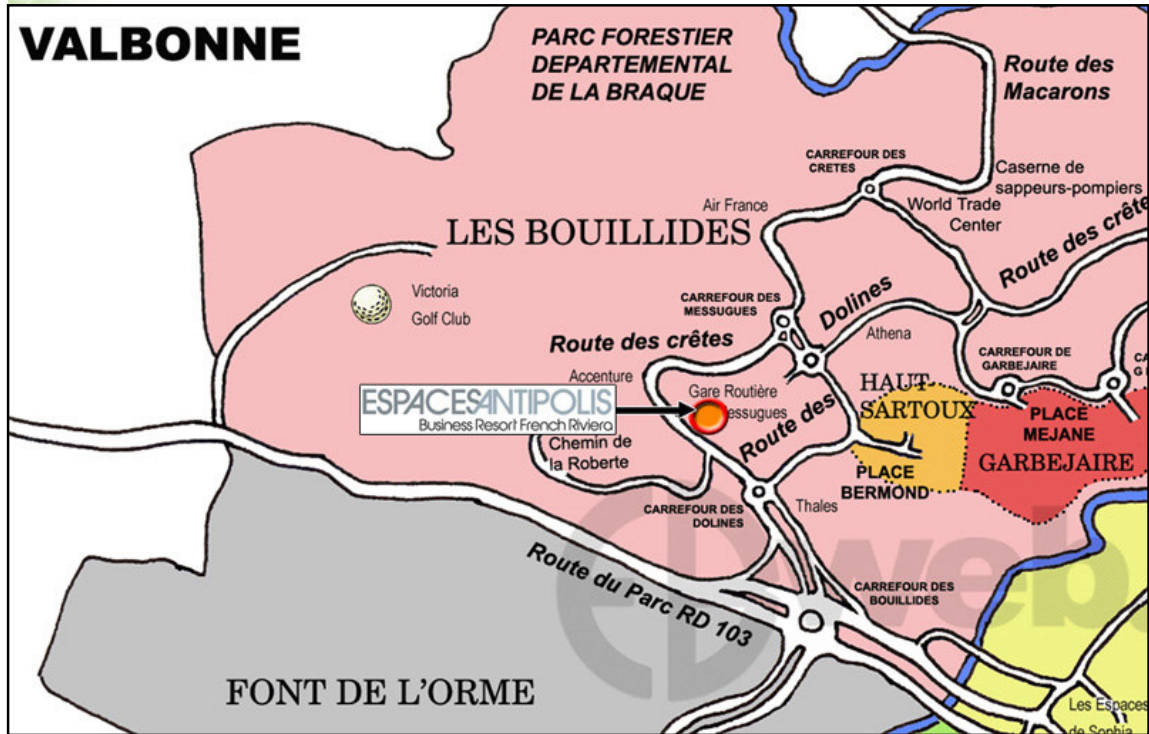 VALBONNE
PARC FORESTIER
DEPARTEMENTAL
DE LA BRAQUE
Route des
Macarons
CARREFOUR DES
CRETES
Caserne de
sappeurs-pompiers
Air France
World Trade
Center
LES BOUILLIDES
Route des crête
Victoria
Golf Club
CARREFOUR DES
MESSUGUES
Dolines
Athena
Route des crêtes
CARREFOUR DE
GARBEJAIRE
Accenture
Gare Routière
essugues
HAUT
SARTOUX
ESPACESANTIPOLIS
Business Resort French Riviera
PLACE
MEJANE
GARBEJAIRE
Route des
Chemin de
la Roberte
PLACE
BERMOND
CARREFOUR DES
DOLINES
Thales
web
Route du Parc RD 103
CARREFOUR DES
BOUILLIDES
FONT DE L'ORME
Les Espaces
de Sophia